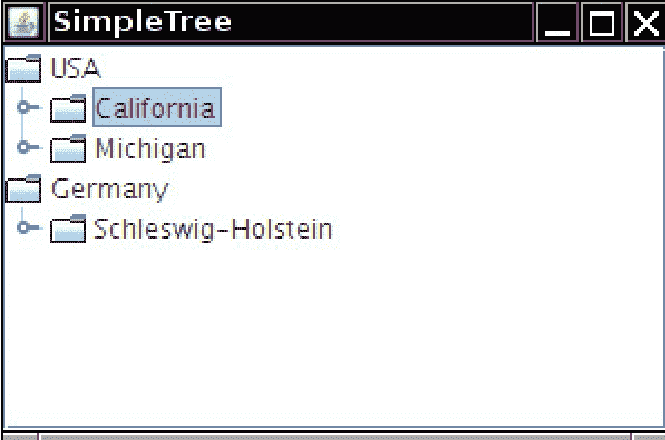 SimpleTree
USA
California
Michigan
Germany
Schleswig-Holstein